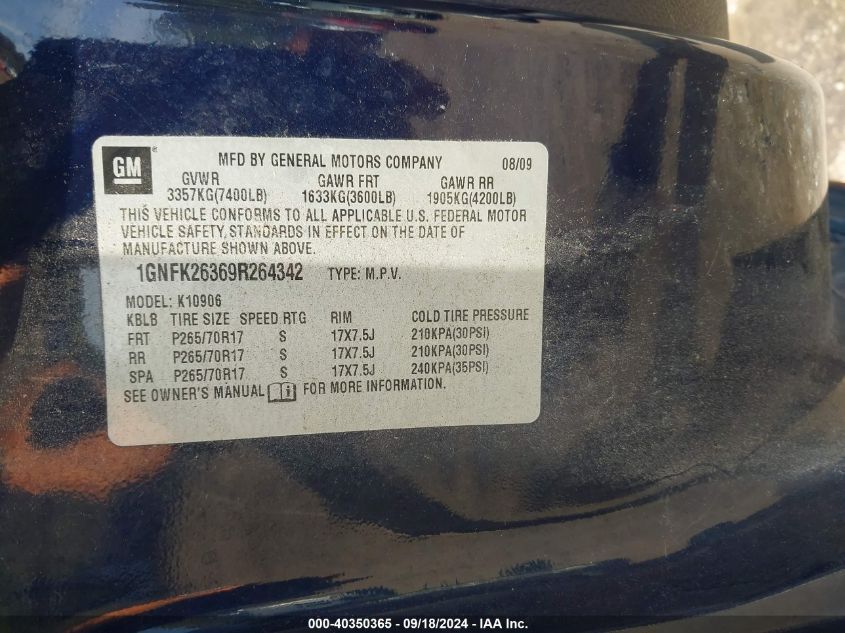 GM ®
MFD BY GENERAL MOTORS COMPANY 08/09
GVWR GAWR FRT GAWR RR
3357KG(7400LB) 1633KG(3600LB) 1905KG(4200LB)
THIS VEHICLE CONFORMS TO ALL APPLICABLE U.S. FEDERAL MOTOR
VEHICLE SAFETY, STANDARDS IN EFFECT ON THE DATE OF
MANUFACTURE SHOWN ABOVE.
1GNFK26369R264342 TYPE: M.P.V.
MODEL: K10906
KBLB TIRE SIZE SPEED RTG RIM COLD TIRE PRESSURE
FRT P265/70R17 S 17X7.5J 210KPA(30PSI)
RR P265/70R17 S 17X7.5J 210KPA(30PSI)
SPA P265/70R17 S 17X7.5J 240KPA(35PSI)
SEE OWNER'S MANUAL i FOR MORE INFORMATION.
000-40350365 - 09/18/2024 - IAA Inc.